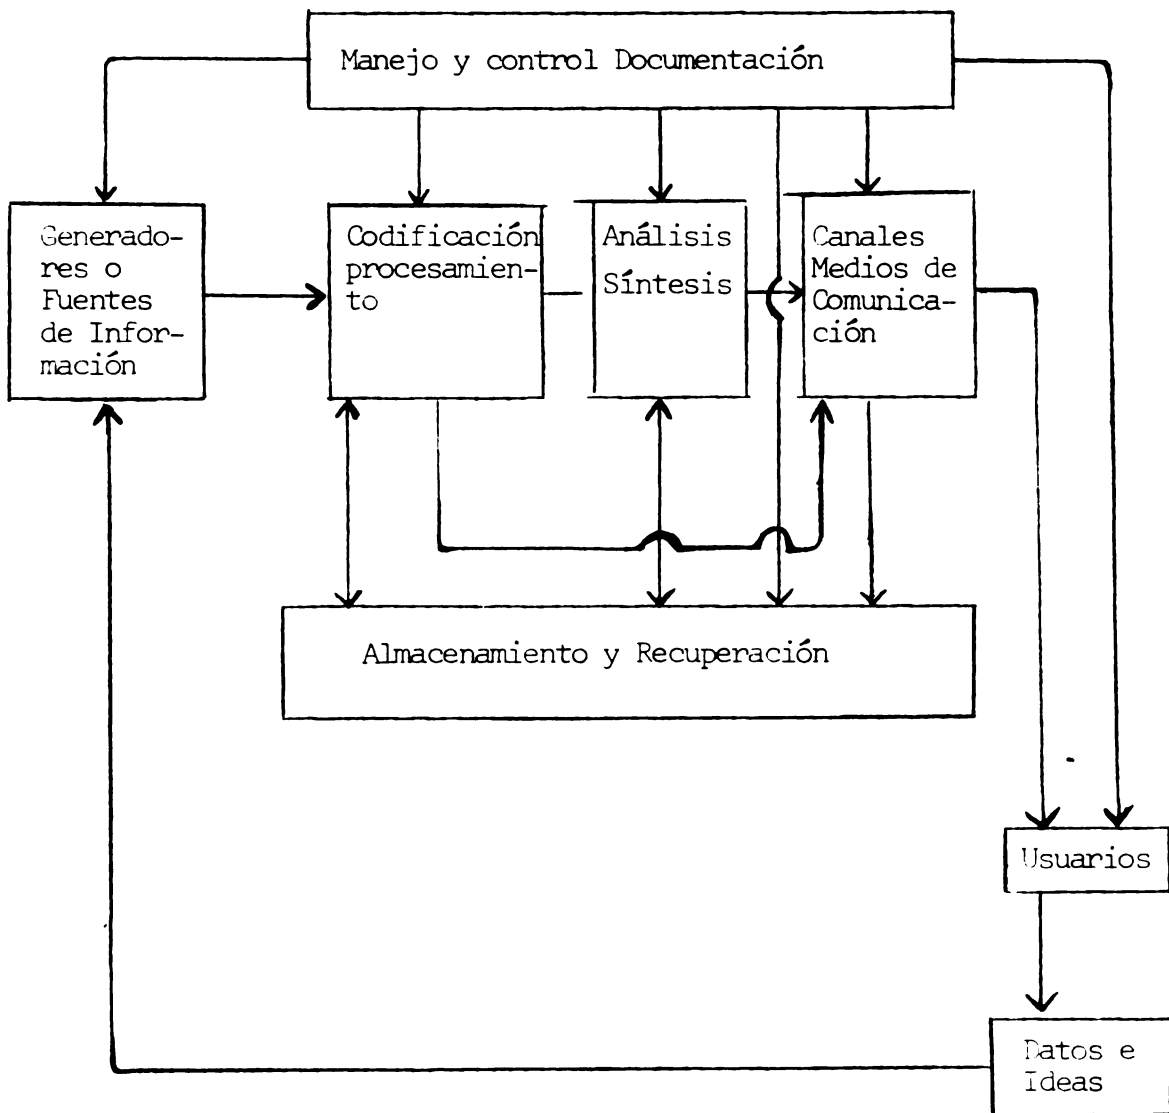 Manejo y control Documentación
Generado-
res o
Fuentes
de Infor-
mación
Codificación
procesamien-
to
Análisis
Síntesis
Canales
Medios de
Comunica-
ción
Almacenamiento y Recuperación
Usuarios
Datos e
Ideas